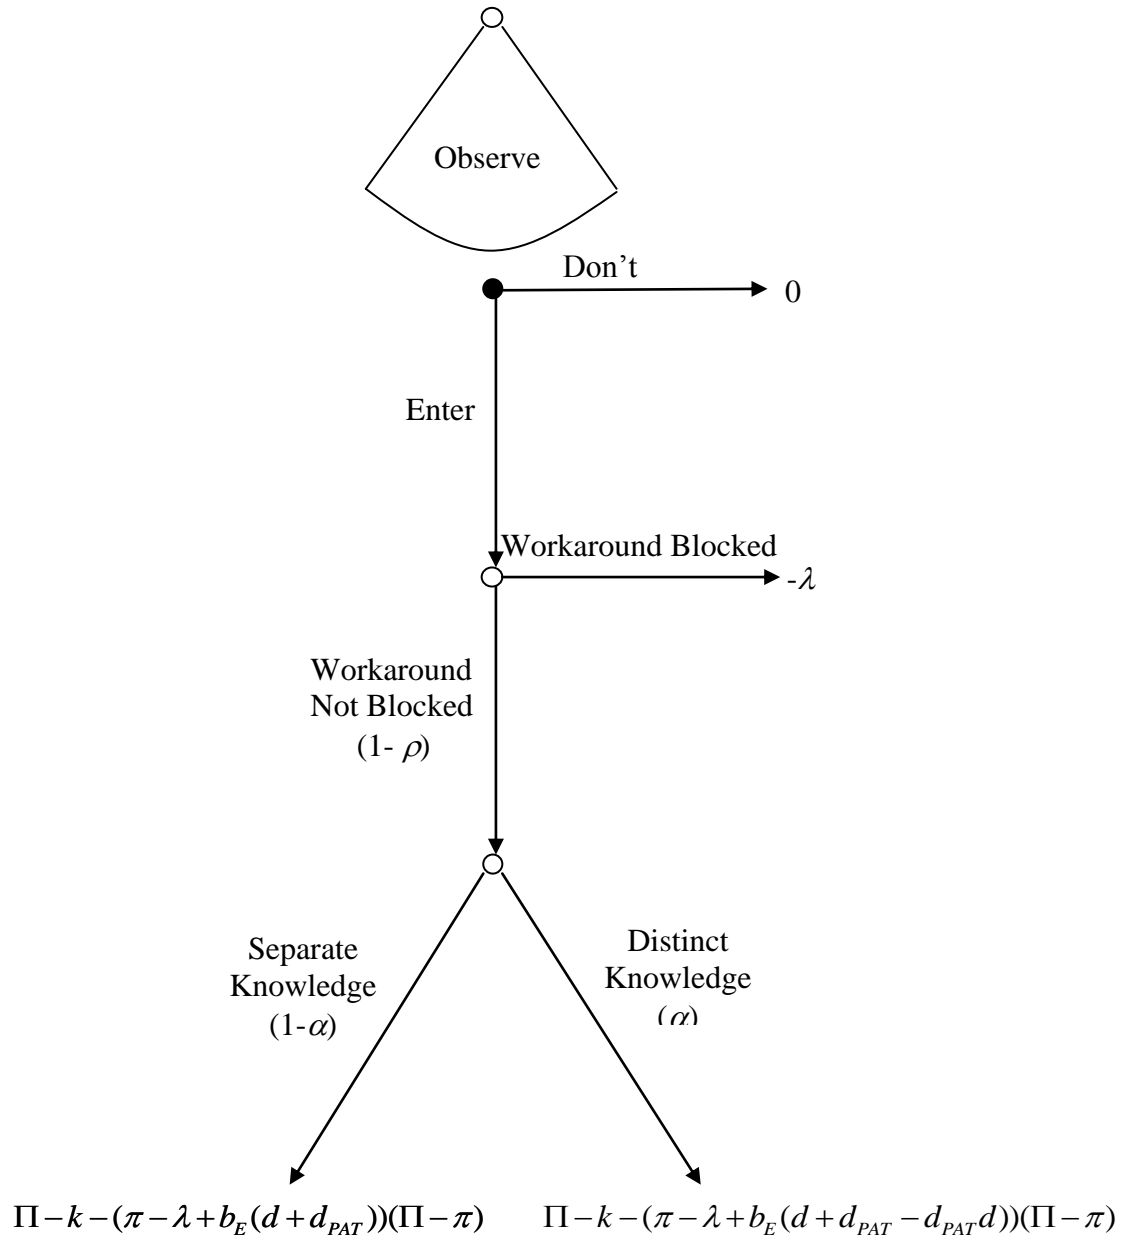 Observe
Don't
0
Enter
Workaround Blocked
-λ
Workaround
Not Blocked
(1- ρ)
Separate
Knowledge
(1-α)
Distinct
Knowledge
(α)
Π − k − (π − λ + b_E(d + d_PAT))(Π − π)
Π − k − (π − λ + b_E(d + d_PAT − d_PAT d))(Π − π)